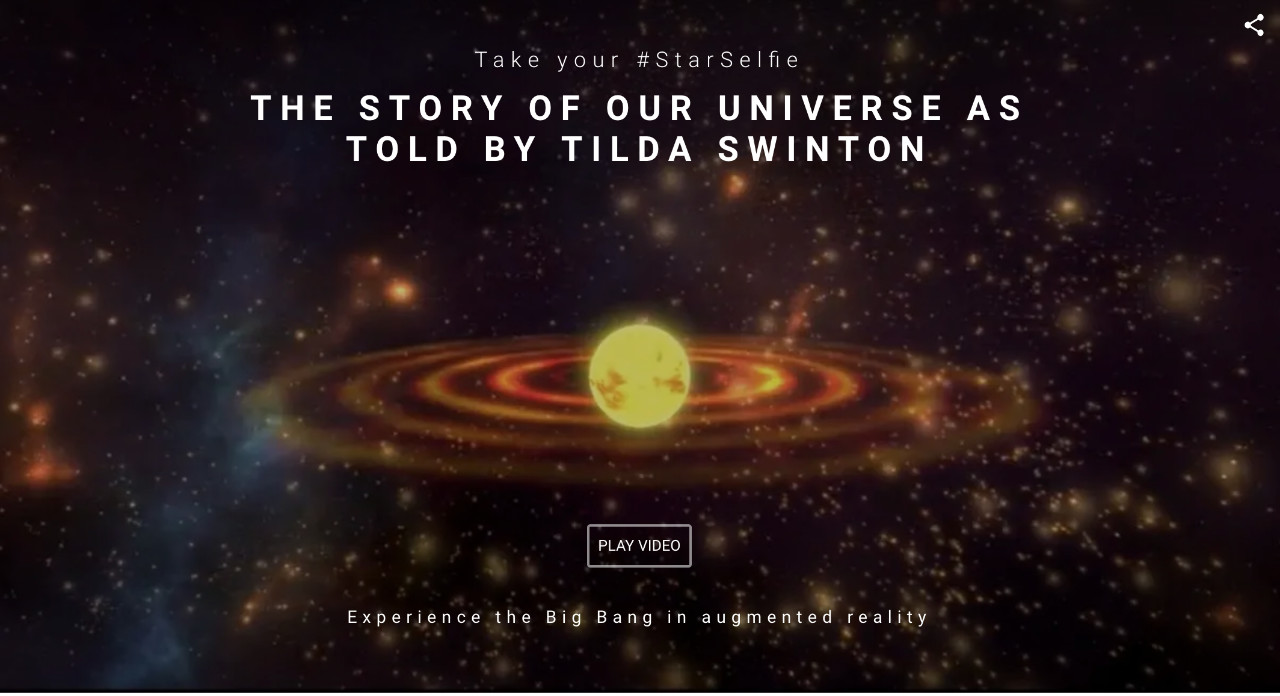 Take your #StarSelfie
THE STORY OF OUR UNIVERSE AS
TOLD BY TILDA SWINTON
PLAY VIDEO
Experience the Big Bang in augmented reality